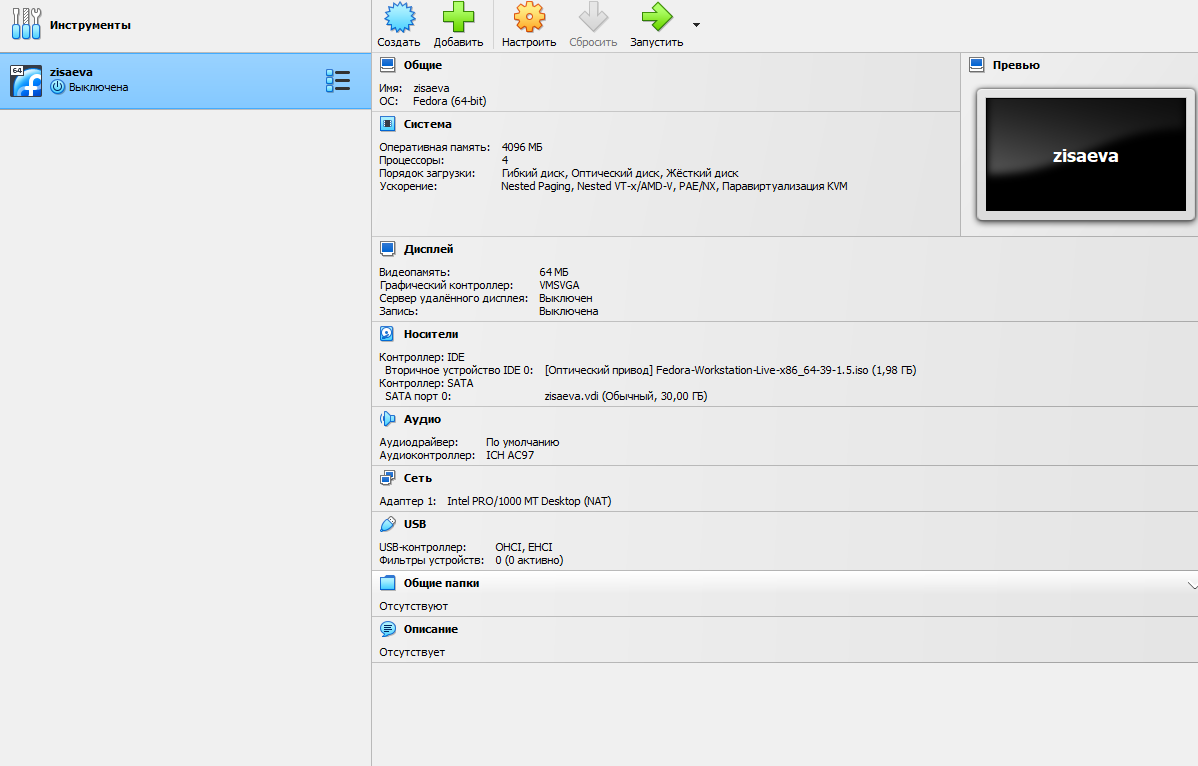 Инструменты
64
zisaeva
Выключена
Создать Добавить Настроить Сбросить Запустить
Общие
Имя: zisaeva
ОС: Fedora (64-bit)
Превью
zisaeva
Система
Оперативная память: 4096 МБ
Процессоры: 4
Порядок загрузки: Гибкий диск, Оптический диск, Жёсткий диск
Ускорение: Nested Paging, Nested VT-x/AMD-V, PAE/NX, Паравиртуализация KVM
Дисплей
Видеопамять: 64 МБ
Графический контроллер: VMSVGA
Сервер удалённого дисплея: Выключен
Запись: Выключена
Носители
Контроллер: IDE
Вторичное устройство IDE 0: [Оптический привод] Fedora-Workstation-Live-x86_64-39-1.5.iso (1,98 ГБ)
Контроллер: SATA
SATA порт 0: zisaeva.vdi (Обычный, 30,00 ГБ)
Аудио
Аудиодрайвер: По умолчанию
Аудиоконтроллер: ICH AC97
Сеть
Адаптер 1: Intel PRO/1000 MT Desktop (NAT)
USB
USB-контроллер: OHCI, EHCI
Фильтры устройств: 0 (0 активно)
Общие папки
Отсутствуют
Описание
Отсутствует